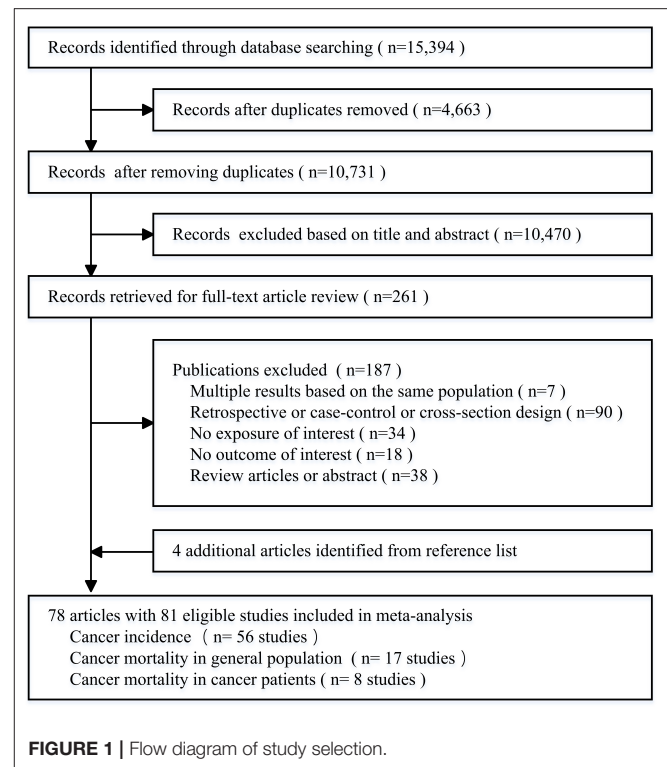 Records identified through database searching ( n=15,394 )
Records after duplicates removed ( n=4,663 )
Records after removing duplicates ( n=10,731 )
Records excluded based on title and abstract ( n=10,470 )
Records retrieved for full-text article review ( n=261 )
Publications excluded ( n=187 )
Multiple results based on the same population ( n=7 )
Retrospective or case-control or cross-section design ( n=90 )
No exposure of interest ( n=34 )
No outcome of interest ( n=18 )
Review articles or abstract ( n=38 )
4 additional articles identified from reference list
78 articles with 81 eligible studies included in meta-analysis
Cancer incidence ( n= 56 studies )
Cancer mortality in general population ( n= 17 studies )
Cancer mortality in cancer patients ( n= 8 studies )
FIGURE 1 | Flow diagram of study selection.